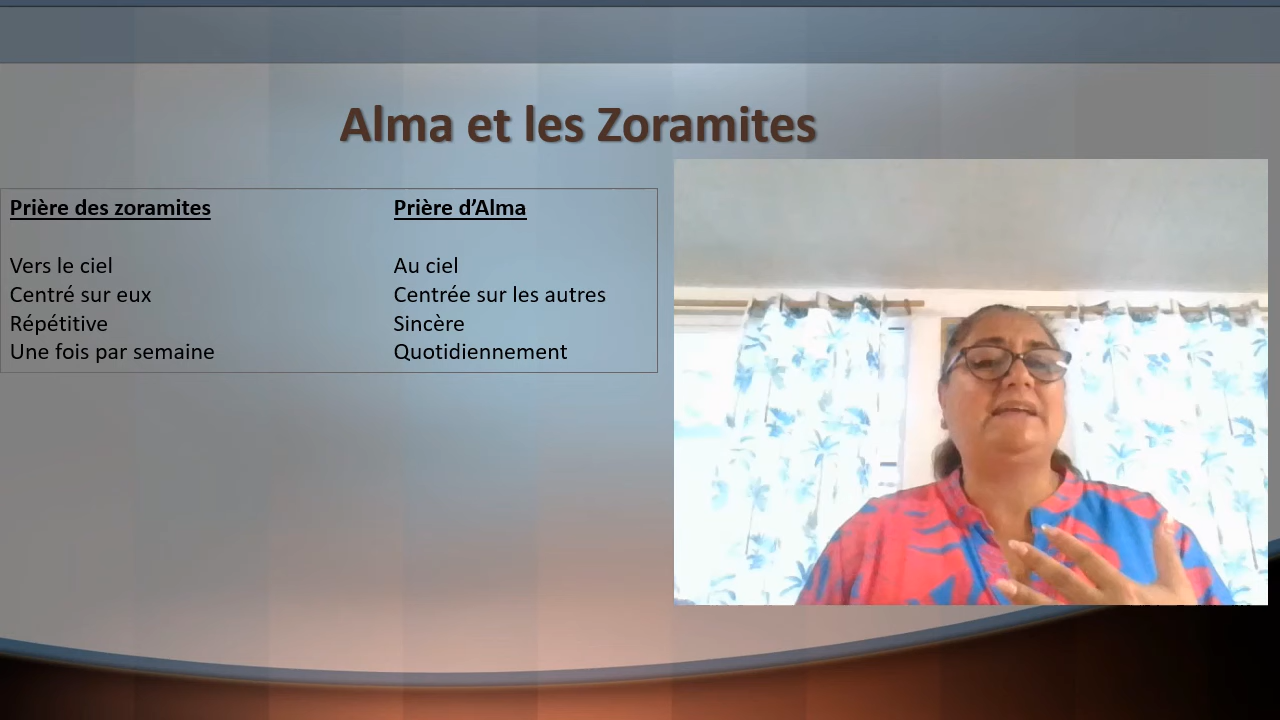 Alma et les Zoramites
Prière des zoramites Prière d’Alma
Vers le ciel Au ciel
Centré sur eux Centrée sur les autres
Répétitive Sincère
Une fois par semaine Quotidiennement